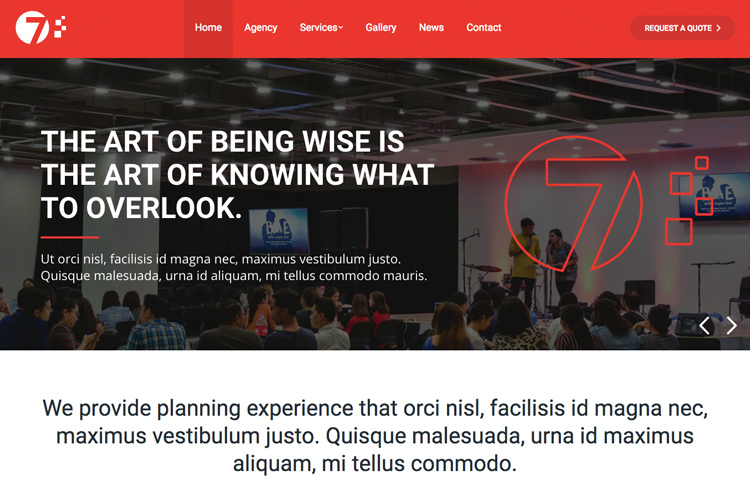 7
Home
Agency
Services
Gallery
News
Contact
REQUEST A QUOTE
THE ART OF BEING WISE IS
THE ART OF KNOWING WHAT
TO OVERLOOK.
Ut orci nisl, facilisis id magna nec, maximus vestibulum justo.
Quisque malesuada, urna id aliquam, mi tellus commodo mauris.
7
We provide planning experience that orci nisl, facilisis id magna nec,
maximus vestibulum justo. Quisque malesuada, urna id maximus
aliquam, mi tellus commodo.